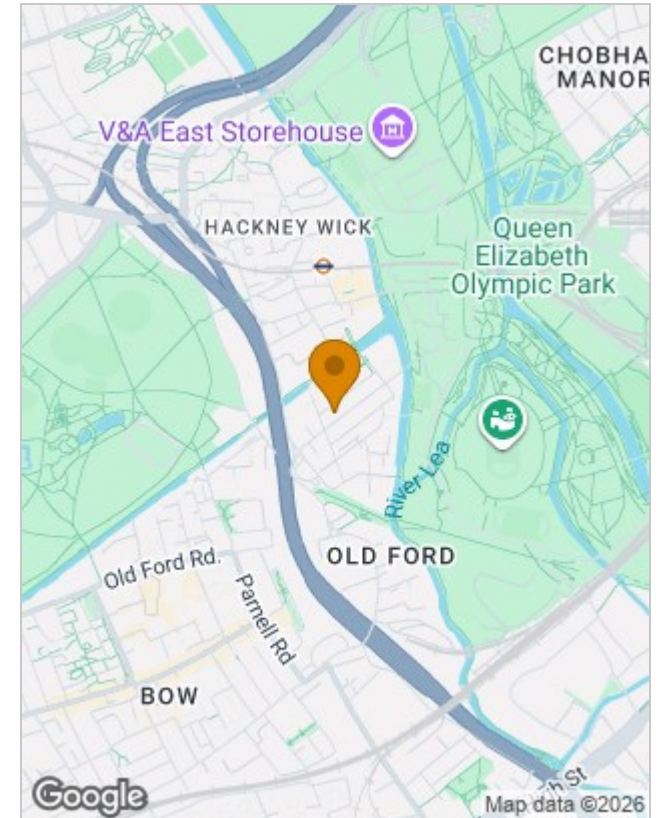 CHOBHA
MANOR
V&A East Storehouse
HACKNEY WICK
Queen
Elizabeth
Olympic Park
River Lea
OLD FORD
Old Ford Rd.
Parnell Rd
BOW
Google
Map data ©2026